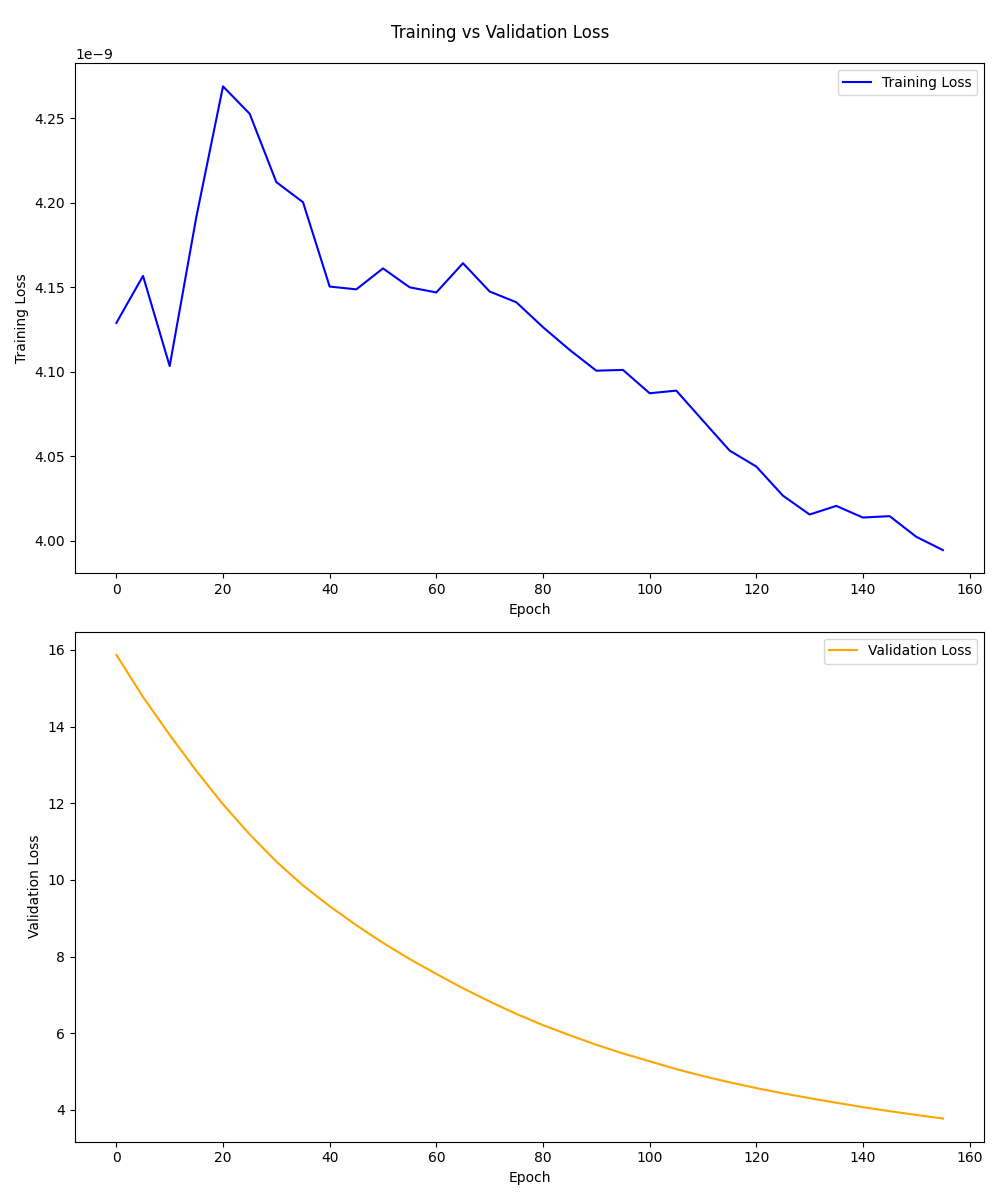 Training vs Validation Loss
1e−9
Training Loss
4.25
4.20
4.15
4.10
4.05
4.00
Training Loss
0 20 40 60 80 100 120 140 160
Epoch
Validation Loss
16
14
12
10
8
6
4
Validation Loss
0 20 40 60 80 100 120 140 160
Epoch